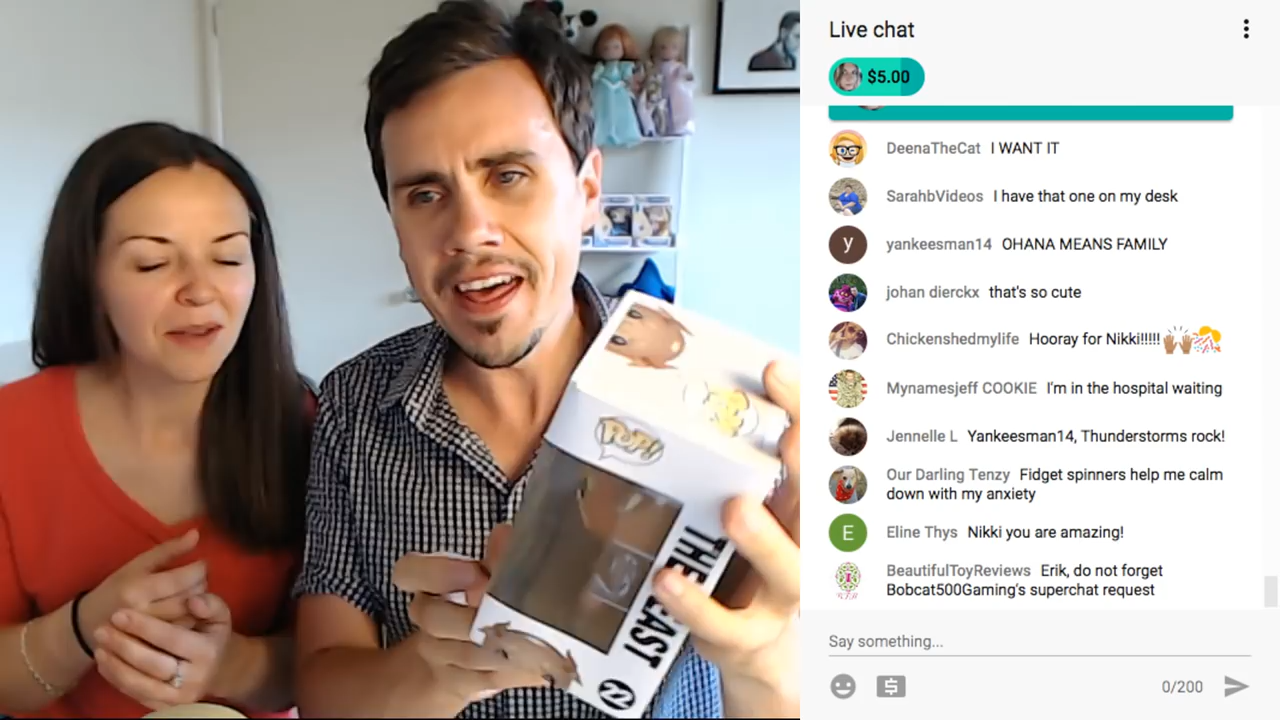 Live chat
$5.00
DeenaTheCat I WANT IT
SarahbVideos I have that one on my desk
y
yankeesman14 OHANA MEANS FAMILY
johan dierckx that's so cute
Chickenshedmylife Hooray for Nikki!!!!!
Mynamesjeff COOKIE I'm in the hospital waiting
Jennelle L Yankeesman14, Thunderstorms rock!
Our Darling Tenzy Fidget spinners help me calm
down with my anxiety
E
Eline Thys Nikki you are amazing!
BeautifulToyReviews Erik, do not forget
Bobcat500Gaming's superchat request
Say something...
0/200
POP!